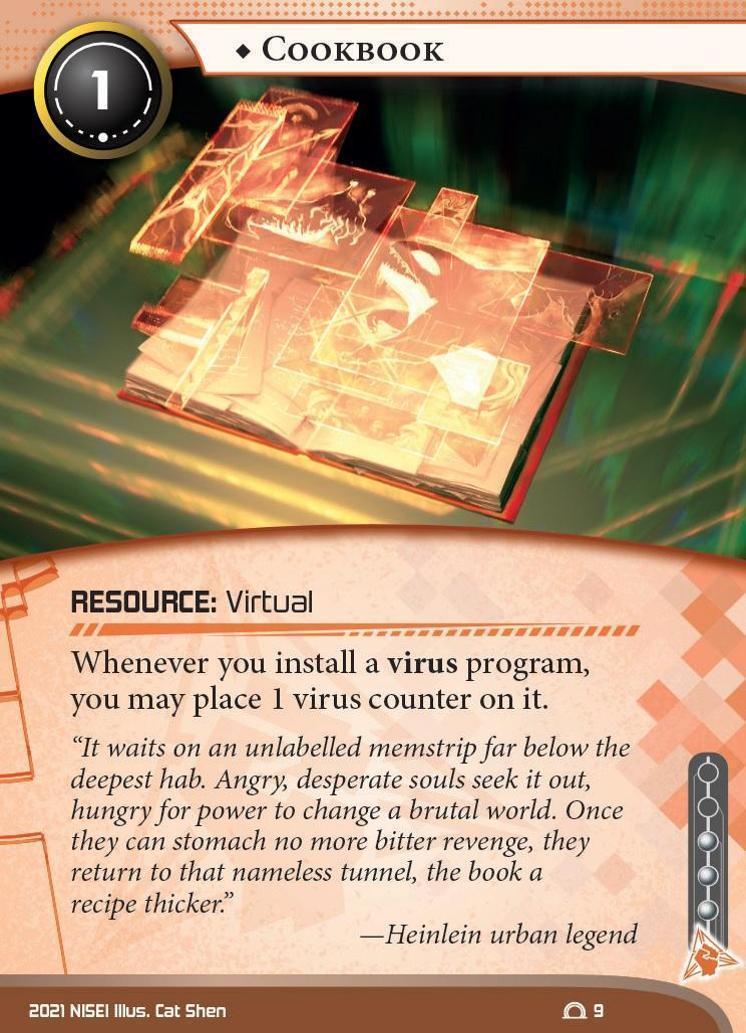 1
◆ Cookbook
RESOURCE: Virtual
Whenever you install a virus program,
you may place 1 virus counter on it.
“It waits on an unlabelled memstrip far below the
deepest hab. Angry, desperate souls seek it out,
hungry for power to change a brutal world. Once
they can stomach no more bitter revenge, they
return to that nameless tunnel, the book a
recipe thicker.”
—Heinlein urban legend
2021 NISEI Illus. Cat Shen
9